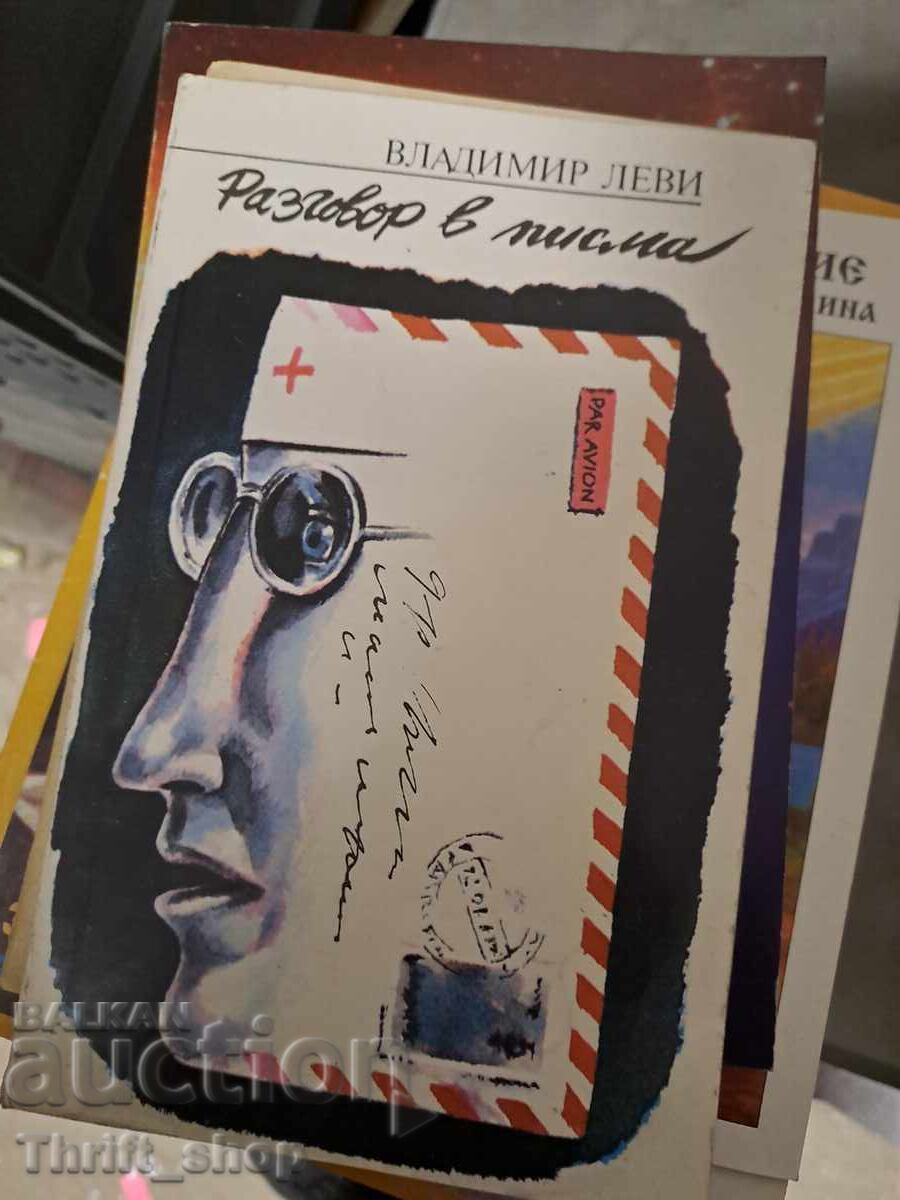 ВЛАДИМИР ЛЕВИ
Разговор в писма
ИЕ
ИНА
PAR AVION
BALKAN
auction
Thrift_shop